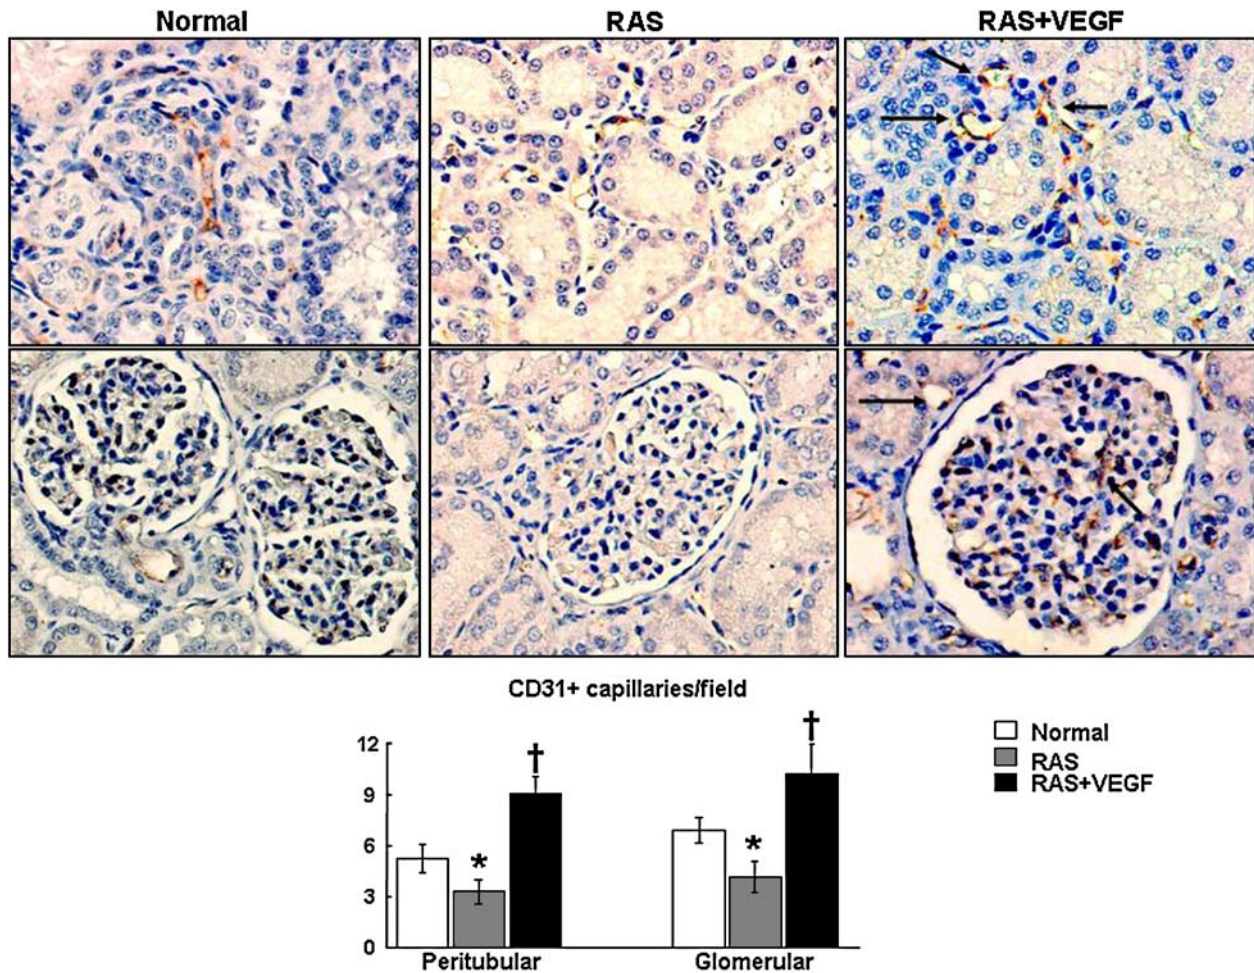 Normal RAS RAS+VEGF
CD31+ capillaries/field
12
9
6
3
0
*
†
*
†
Peritubular Glomerular
Normal
RAS
RAS+VEGF